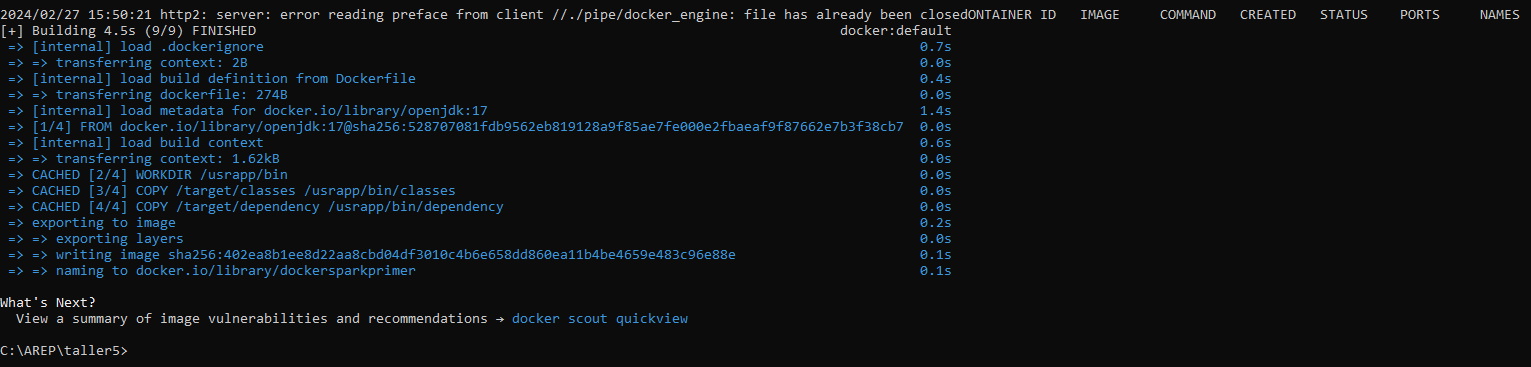 2024/02/27 15:50:21 http2: server: error reading preface from client //./pipe/docker_engine: file has already been closedONTAINER ID   IMAGE     COMMAND   CREATED   STATUS    PORTS     NAMES
[+] Building 4.5s (9/9) FINISHED                                                                         docker:default
 => [internal] load .dockerignore                                                                                  0.7s
 => => transferring context: 2B                                                                                    0.0s
 => [internal] load build definition from Dockerfile                                                               0.4s
 => => transferring dockerfile: 274B                                                                               0.0s
 => [internal] load metadata for docker.io/library/openjdk:17                                                      1.4s
 => [1/4] FROM docker.io/library/openjdk:17@sha256:528707081fdb9562eb819128a9f85ae7fe000e2fbaeaf9f87662e7b3f38cb7  0.0s
 => [internal] load build context                                                                                  0.6s
 => => transferring context: 1.62kB                                                                                0.0s
 => CACHED [2/4] WORKDIR /usrapp/bin                                                                               0.0s
 => CACHED [3/4] COPY /target/classes /usrapp/bin/classes                                                          0.0s
 => CACHED [4/4] COPY /target/dependency /usrapp/bin/dependency                                                    0.0s
 => exporting to image                                                                                             0.2s
 => => exporting layers                                                                                            0.0s
 => => writing image sha256:402ea8b1ee8d22aa8cbd04df3010c4b6e658dd860ea11b4be4659e483c96e88e                       0.1s
 => => naming to docker.io/library/dockersparkprimer                                                               0.1s
What's Next?
  View a summary of image vulnerabilities and recommendations → docker scout quickview
C:\AREP\taller5>